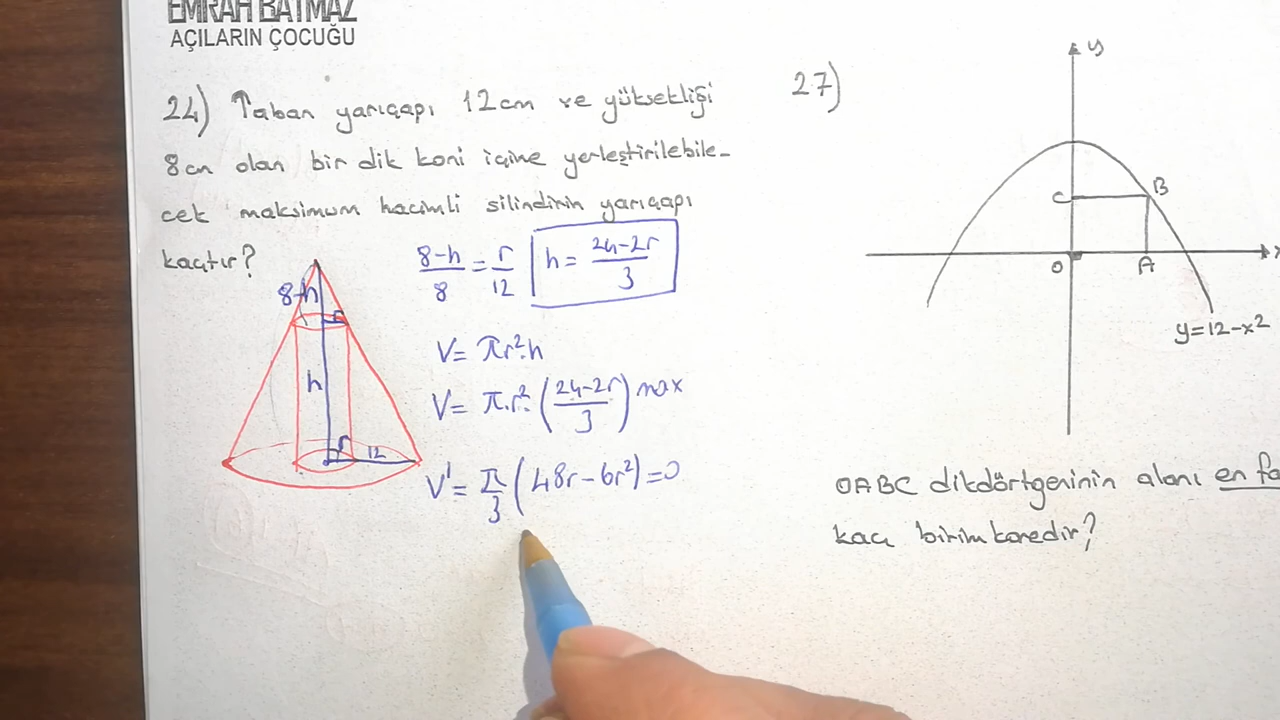 EMRAH BATMAZ
AÇILARIN ÇOCUĞU
24) Taban yarıçapı 12cm ve yüksekliği
8cm olan bir dik koni içine yerleştirilebile-
cek maksimum hacimli silindirin yarıçapı
kaçtır?
8-h
r
h
r
12
8-h/8 = r/12
h = 24-2r/3
V= πr².h
V= π.r².(24-2r/3) max
V' = π/3 (48r-6r²)=0
27)
y
C
B
O
A
x
y=12-x²
OABC dikdörtgeninin alanı en fa
kaç birimkaredir?